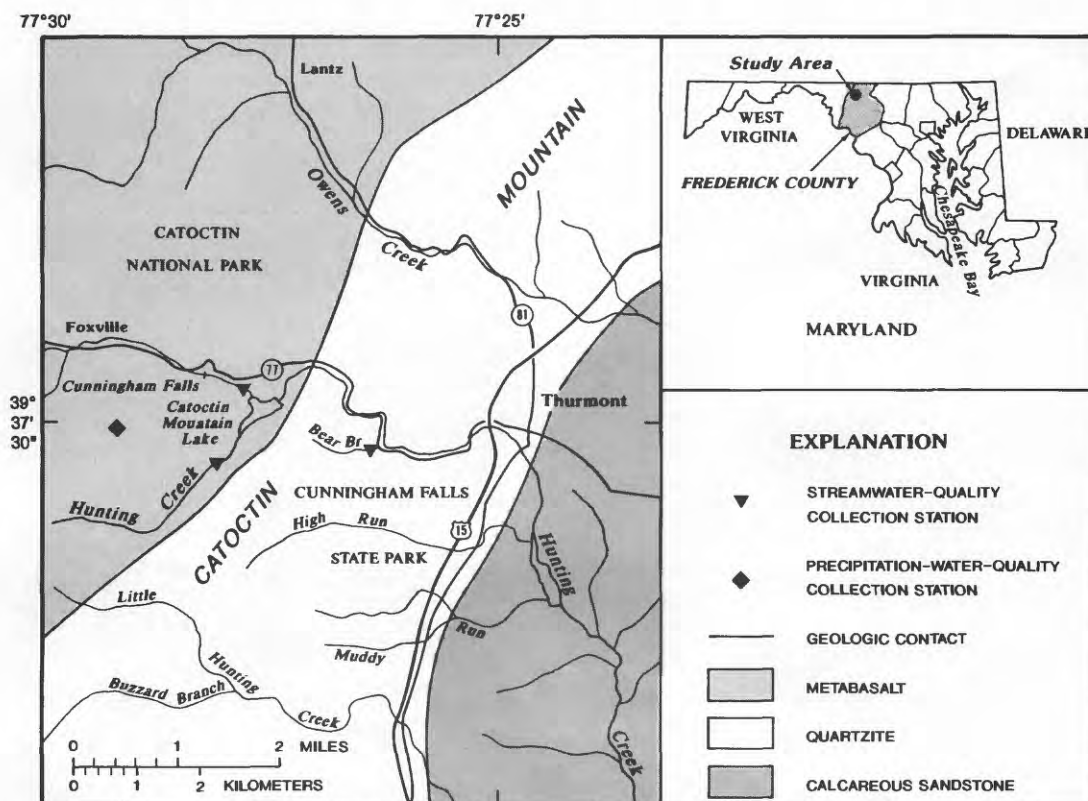 77°30'
77°25'
Lantz
Owens
Creek
MOUNTAIN
CATOCTIN
NATIONAL PARK
Foxville
77
81
Cunningham Falls
Catoctin
Mountain
Lake
39°
37'
30"
Thurmont
Bear Br
Hunting
Creek
CATOCTIN
CUNNINGHAM FALLS
High Run
STATE PARK
15
Hunting
Creek
Little
Hunting
Creek
Muddy Run
Buzzard Branch
0 1 2
MILES
0 1 2 KILOMETERS
Study Area
WEST
VIRGINIA
DELAWARE
FREDERICK COUNTY
Chesapeake Bay
VIRGINIA
MARYLAND
EXPLANATION
STREAMWATER-QUALITY
COLLECTION STATION
PRECIPITATION-WATER-QUALITY
COLLECTION STATION
GEOLOGIC CONTACT
METABASALT
QUARTZITE
CALCAREOUS SANDSTONE